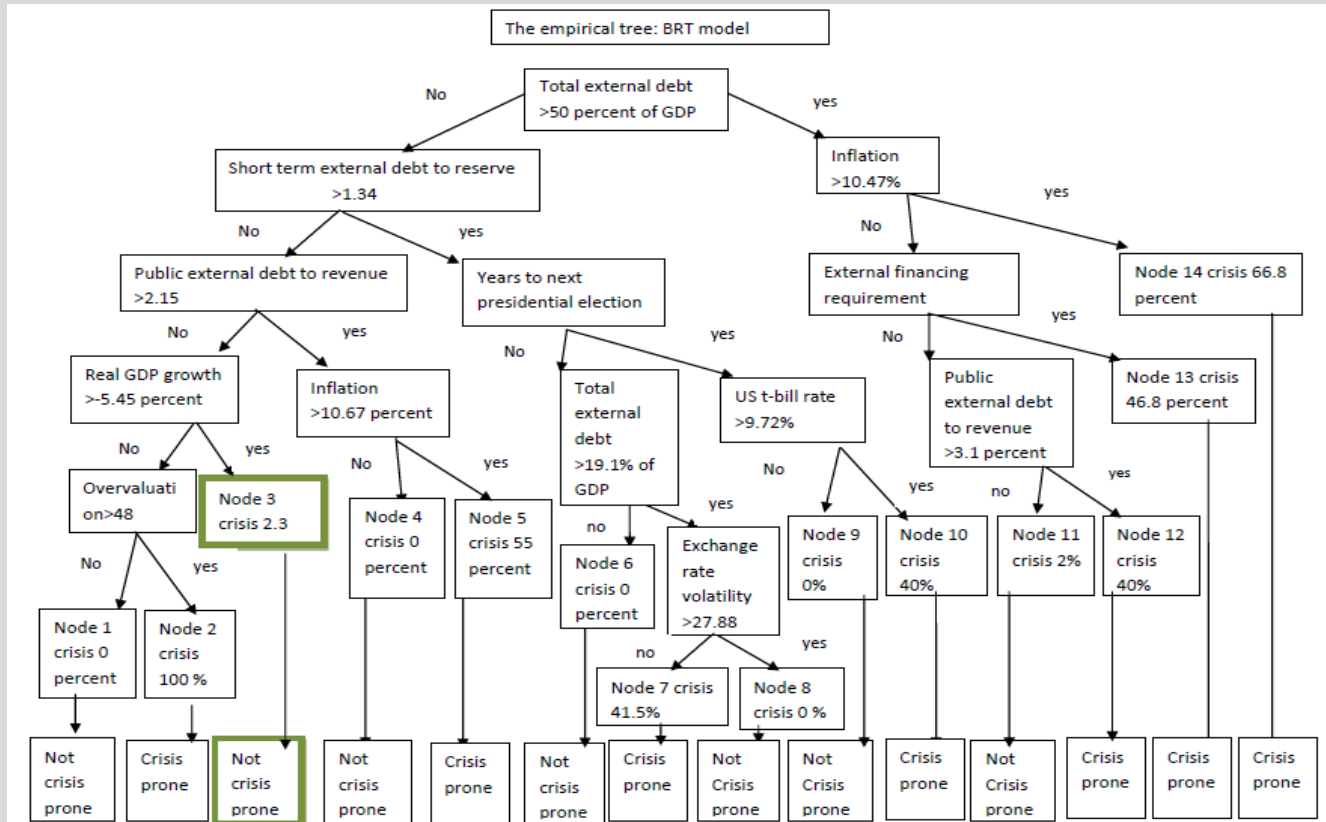 The empirical tree: BRT model
Total external debt
>50 percent of GDP
No
yes
Short term external debt to reserve
>1.34
Inflation
>10.47%
No
yes
No
yes
Public external debt to revenue
>2.15
Years to next
presidential election
External financing
requirement
Node 14 crisis 66.8
percent
No
yes
No
yes
No
yes
Real GDP growth
>-5.45 percent
Inflation
>10.67 percent
Total
external
debt
>19.1% of
GDP
US t-bill rate
>9.72%
Public
external debt
to revenue
>3.1 percent
Node 13 crisis
46.8 percent
No
yes
No
yes
no
yes
No
yes
no
yes
Overvaluati
on>48
Node 3
crisis 2.3
Node 4
crisis 0
percent
Node 5
crisis 55
percent
Node 6
crisis 0
percent
Exchange
rate
volatility
>27.88
Node 9
crisis
0%
Node 10
crisis
40%
Node 11
crisis 2%
Node 12
crisis
40%
No
yes
no
yes
Node 1
crisis 0
percent
Node 2
crisis
100 %
Node 7 crisis
41.5%
Node 8
crisis 0 %
Not
crisis
prone
Crisis
prone
Not
crisis
prone
Not
crisis
prone
Crisis
prone
Not
crisis
prone
Crisis
prone
Not
Crisis
prone
Not
Crisis
prone
Crisis
prone
Not
Crisis
prone
Crisis
prone
Crisis
prone
Crisis
prone